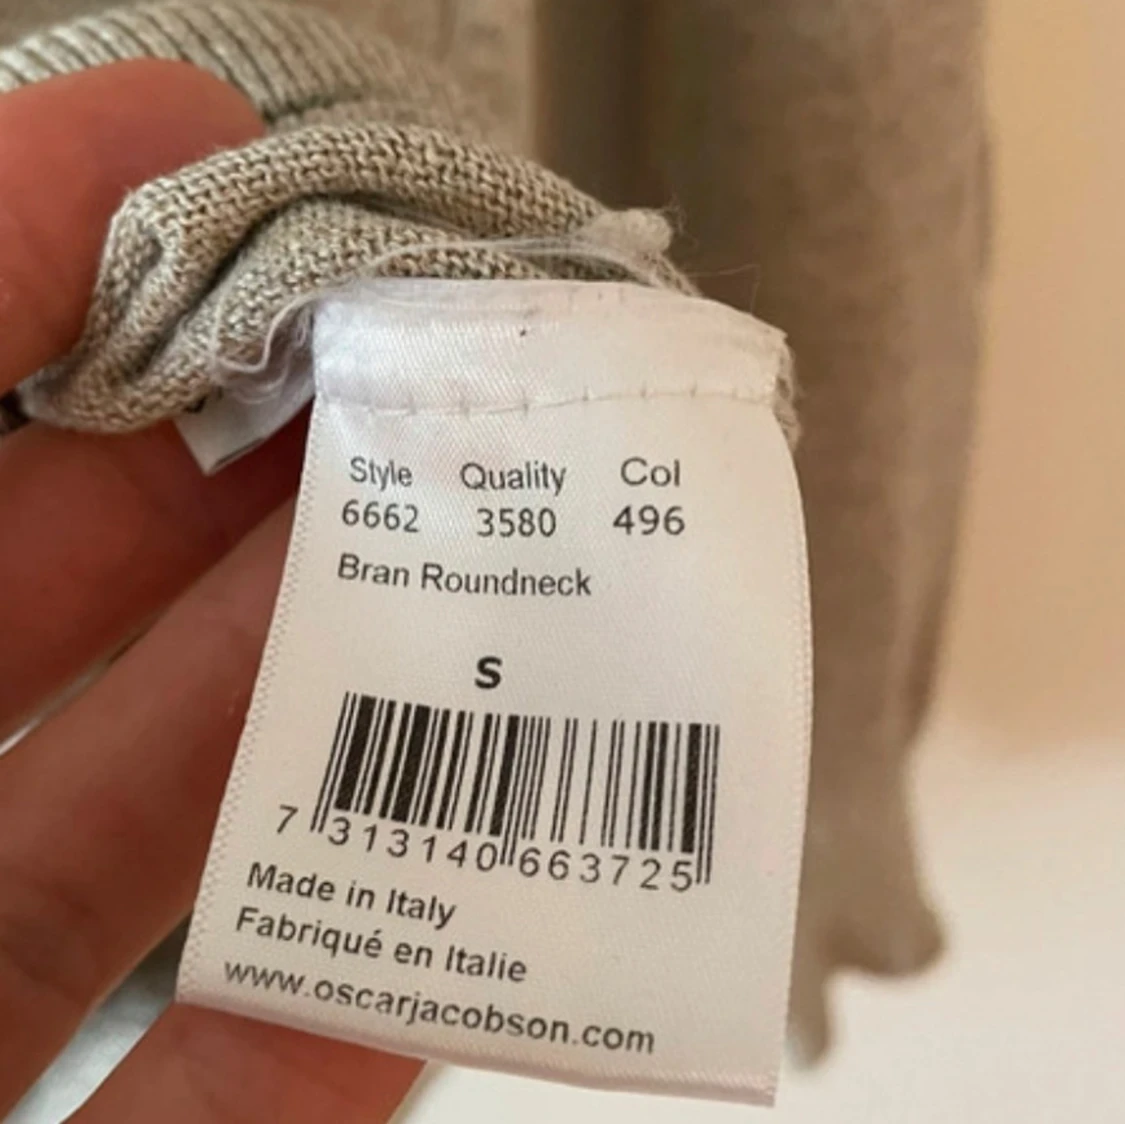 Style Quality Col
6662 3580 496
Bran Roundneck
S
7 313140 663725
Made in Italy
Fabriqué en Italie
www.oscarjacobson.com